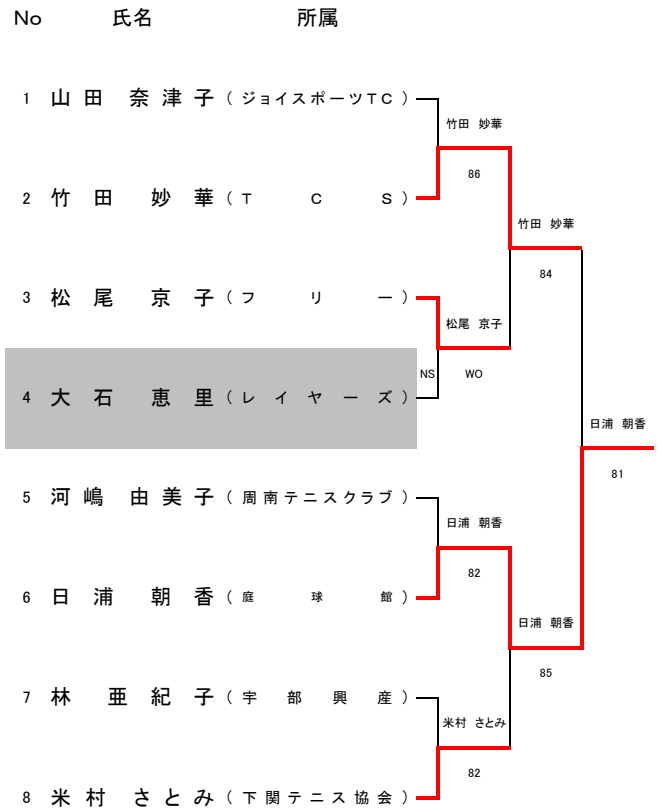 No 氏名 所属
1 山田 奈津子 (ジョイスポーツTC)
竹田 妙華
86
2 竹田 妙華 (TCS)
竹田 妙華
84
3 松尾 京子 (フリー)
松尾 京子
NS WO
4 大石 恵里 (レイヤーズ)
日浦 朝香
81
5 河嶋 由美子 (周南テニスクラブ)
日浦 朝香
82
6 日浦 朝香 (庭球館)
日浦 朝香
85
7 林 亜紀子 (宇部興産)
米村 さとみ
82
8 米村 さとみ (下関テニス協会)